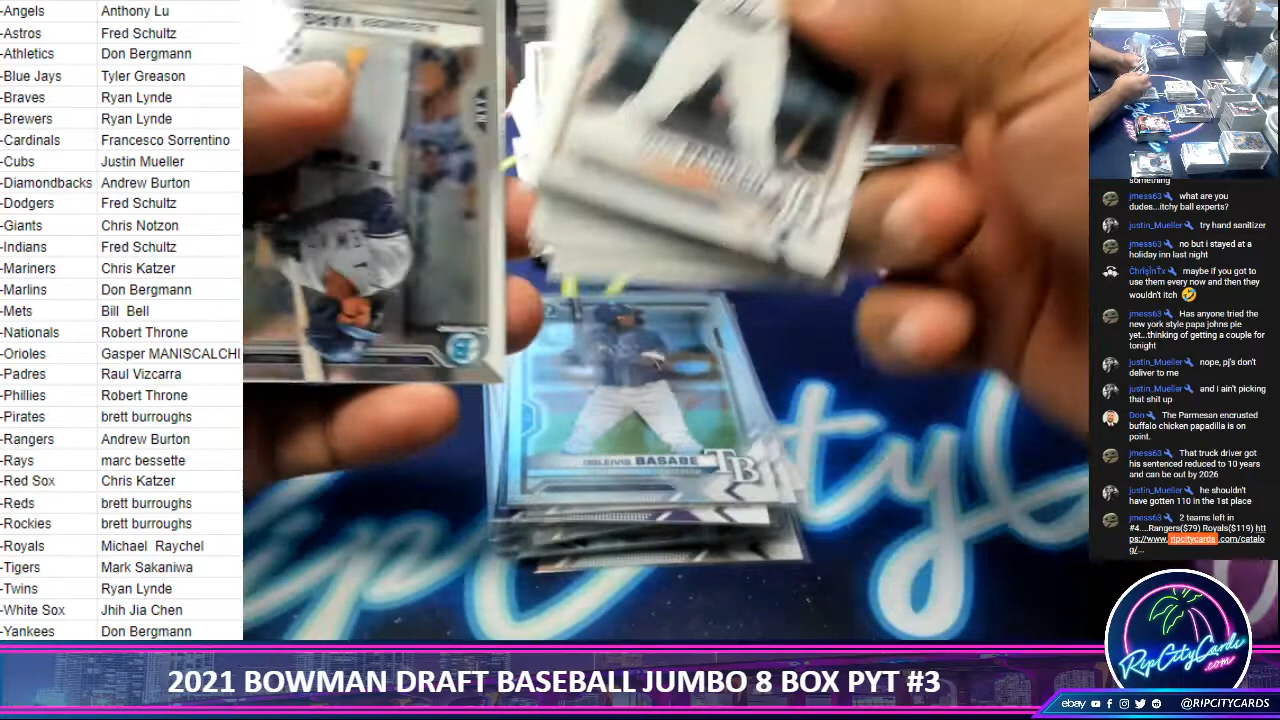 -Angels Anthony Lu
-Astros Fred Schultz
-Athletics Don Bergmann
-Blue Jays Tyler Greason
-Braves Ryan Lynde
-Brewers Ryan Lynde
-Cardinals Francesco Sorrentino
-Cubs Justin Mueller
-Diamondbacks Andrew Burton
-Dodgers Fred Schultz
-Giants Chris Notzon
-Indians Fred Schultz
-Mariners Chris Katzer
-Marlins Don Bergmann
-Mets Bill Bell
-Nationals Robert Throne
-Orioles Gasper MANISCALCHI
-Padres Raul Vizcarra
-Phillies Robert Throne
-Pirates brett burroughs
-Rangers Andrew Burton
-Rays marc bessette
-Red Sox Chris Katzer
-Reds brett burroughs
-Rockies brett burroughs
-Royals Michael Raychel
-Tigers Mark Sakaniwa
-Twins Ryan Lynde
-White Sox Jhih Jia Chen
-Yankees Don Bergmann
BASABE
TB
something
jmess63 what are you
dudes...itchy ball experts?
justin_Mueller try hand sanitizer
jmess63 no but i stayed at a
holiday inn last night
maybe if you got to
use them every now and then they
wouldn't itch 🤣
jmess63 Has anyone tried the
new york style papa johns pie
yet...thinking of getting a couple for
tonight
justin_Mueller nope, pj's don't
deliver to me
justin_Mueller and i ain't picking
that shit up
Don The Parmesan encrusted
buffalo chicken papadilla is on
point.
jmess63 That truck driver got
his sentenced reduced to 10 years
and can be out by 2026
justin_Mueller he shouldn't
have gotten 110 in the 1st place
jmess63 2 teams left in
#4....Rangers($79) Royals($119) htt
ps://www.ripcitycards.com/catalo
g/...
RipCityCards
.com
2021 BOWMAN DRAFT BASEBALL JUMBO 8 BOX PYT #3
ebay @RIPCITYCARDS